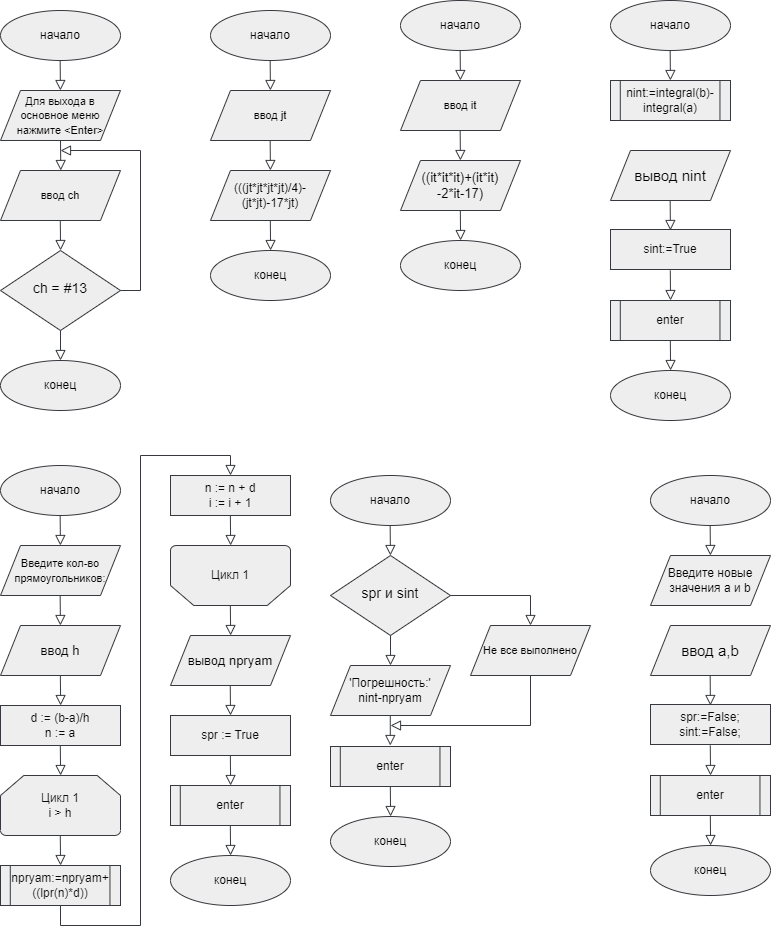 начало
Для выхода в
основное меню
нажмите <Enter>
ввод ch
ch = #13
конец
начало
ввод jt
(((jt*jt*jt*jt)/4)-
(jt*jt)-17*jt)
конец
начало
ввод it
((it*it*it)+(it*it)
-2*it-17)
конец
начало
nint:=integral(b)-
integral(a)
вывод nint
sint:=True
enter
конец
начало
Введите кол-во
прямоугольников:
ввод h
d := (b-a)/h
n := a
Цикл 1
i > h
npryam:=npryam+
((Ipr(n)*d))
n := n + d
i := i + 1
Цикл 1
вывод npryam
spr := True
enter
конец
начало
spr и sint
Не все выполнено
'Погрешность:'
nint-npryam
enter
конец
начало
Введите новые
значения a и b
ввод a,b
spr:=False;
sint:=False;
enter
конец